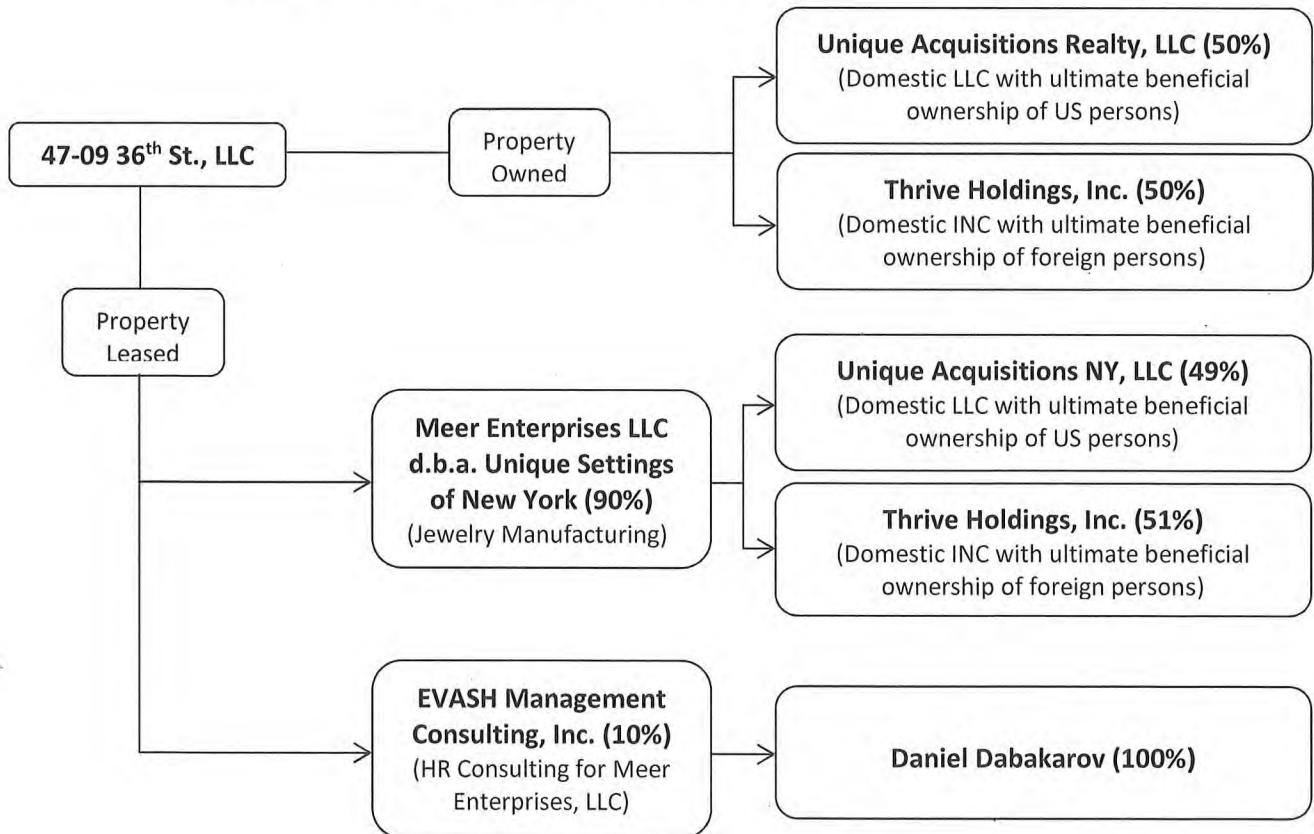 47-09 36th St., LLC
Property
Owned
Unique Acquisitions Realty, LLC (50%)
(Domestic LLC with ultimate beneficial
ownership of US persons)
Thrive Holdings, Inc. (50%)
(Domestic INC with ultimate beneficial
ownership of foreign persons)
Property
Leased
Meer Enterprises LLC
d.b.a. Unique Settings
of New York (90%)
(Jewelry Manufacturing)
Unique Acquisitions NY, LLC (49%)
(Domestic LLC with ultimate beneficial
ownership of US persons)
Thrive Holdings, Inc. (51%)
(Domestic INC with ultimate beneficial
ownership of foreign persons)
EVASH Management
Consulting, Inc. (10%)
(HR Consulting for Meer
Enterprises, LLC)
Daniel Dabakarov (100%)